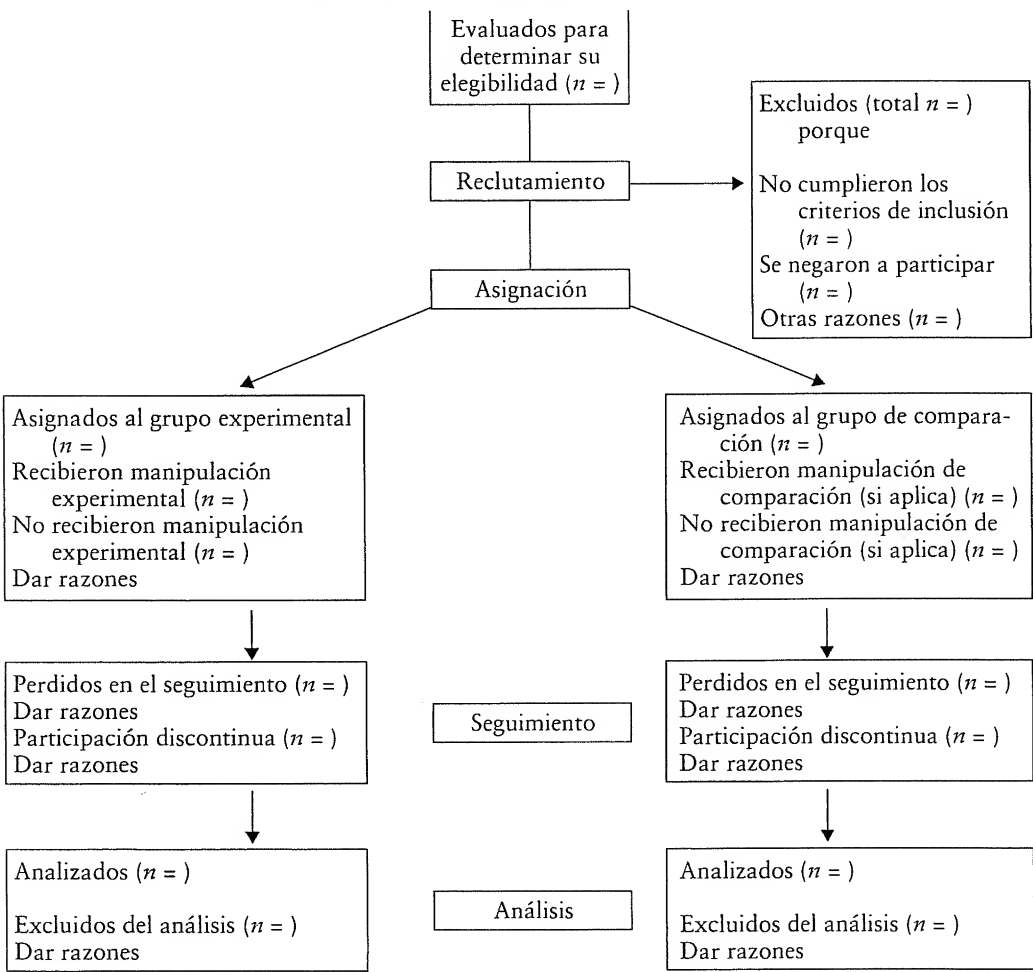 Evaluados para
determinar su
elegibilidad (n = )
Excluidos (total n = )
porque
No cumplieron los
criterios de inclusión
(n = )
Se negaron a participar
(n = )
Otras razones (n = )
Reclutamiento
Asignación
Asignados al grupo experimental
(n = )
Recibieron manipulación
experimental (n = )
No recibieron manipulación
experimental (n = )
Dar razones
Asignados al grupo de compara-
ción (n = )
Recibieron manipulación de
comparación (si aplica) (n = )
No recibieron manipulación de
comparación (si aplica) (n = )
Dar razones
Perdidos en el seguimiento (n = )
Dar razones
Participación discontinua (n = )
Dar razones
Seguimiento
Perdidos en el seguimiento (n = )
Dar razones
Participación discontinua (n = )
Dar razones
Analizados (n = )
Excluidos del análisis (n = )
Dar razones
Análisis
Analizados (n = )
Excluidos del análisis (n = )
Dar razones